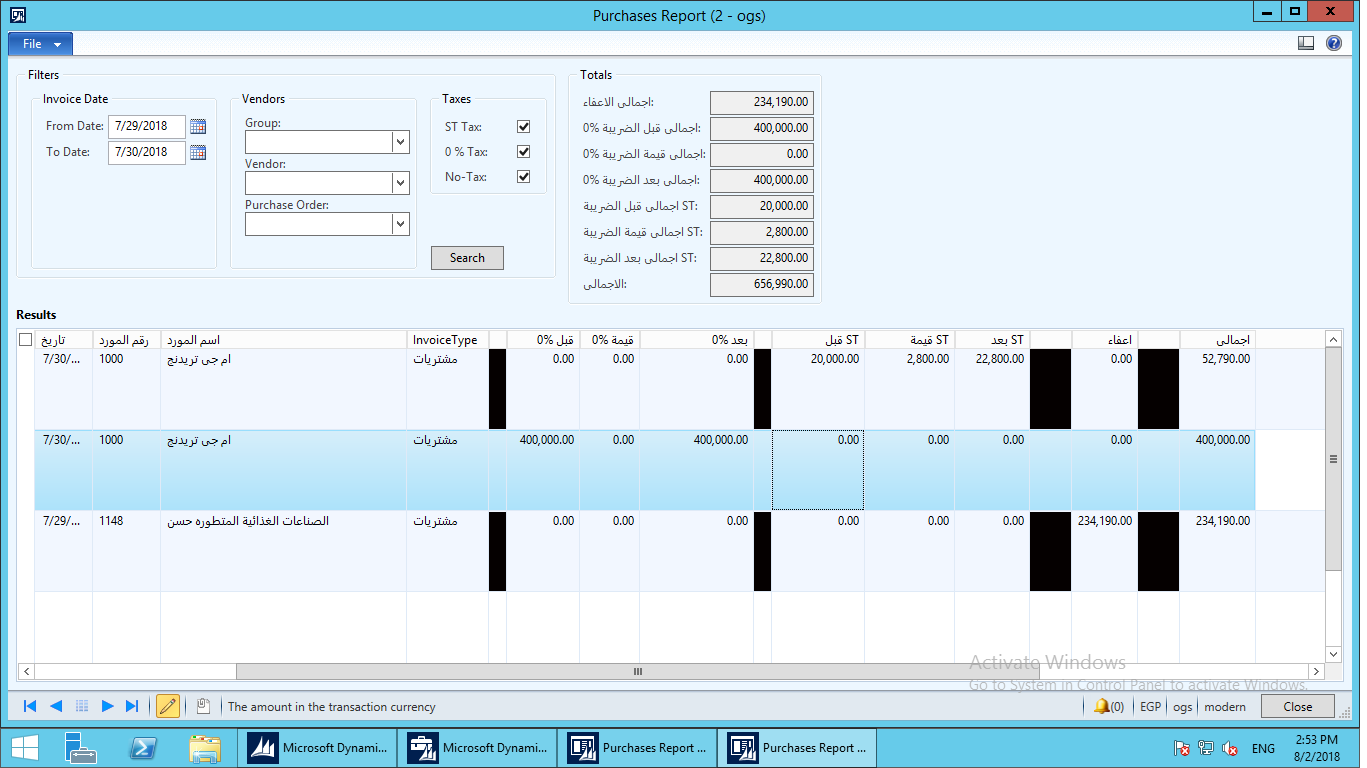 Purchases Report (2 - ogs)
File
Filters
Invoice Date
From Date: 7/29/2018
To Date: 7/30/2018
Vendors
Group:
Vendor:
Purchase Order:
Taxes
ST Tax:
0 % Tax:
No-Tax:
Search
Totals
اجمالى الاعفاء: 234,190.00
اجمالى قبل الضريبة %0: 400,000.00
اجمالى قيمة الضريبة %0: 0.00
اجمالى بعد الضريبة %0: 400,000.00
اجمالى قبل الضريبة ST: 20,000.00
اجمالى قيمة الضريبة ST: 2,800.00
اجمالى بعد الضريبة ST: 22,800.00
الاجمالى: 656,990.00
Results
تاريخ رقم المورد اسم المورد InvoiceType قبل %0 قيمة %0 بعد %0 قبل ST قيمة ST بعد ST اعفاء اجمالى
7/30/... 1000 ام جى تريدنج مشتريات 0.00 0.00 0.00 20,000.00 2,800.00 22,800.00 0.00 52,790.00
7/30/... 1000 ام جى تريدنج مشتريات 400,000.00 0.00 400,000.00 0.00 0.00 0.00 0.00 400,000.00
7/29/... 1148 الصناعات الغذائية المتطوره حسن مشتريات 0.00 0.00 0.00 0.00 0.00 0.00 234,190.00 234,190.00
Activate Windows
Go to System in Control Panel to activate Windows.
The amount in the transaction currency (0) EGP ogs modern Close
Microsoft Dynami... Microsoft Dynami... Purchases Report ... Purchases Report ... ENG 2:53 PM
8/2/2018